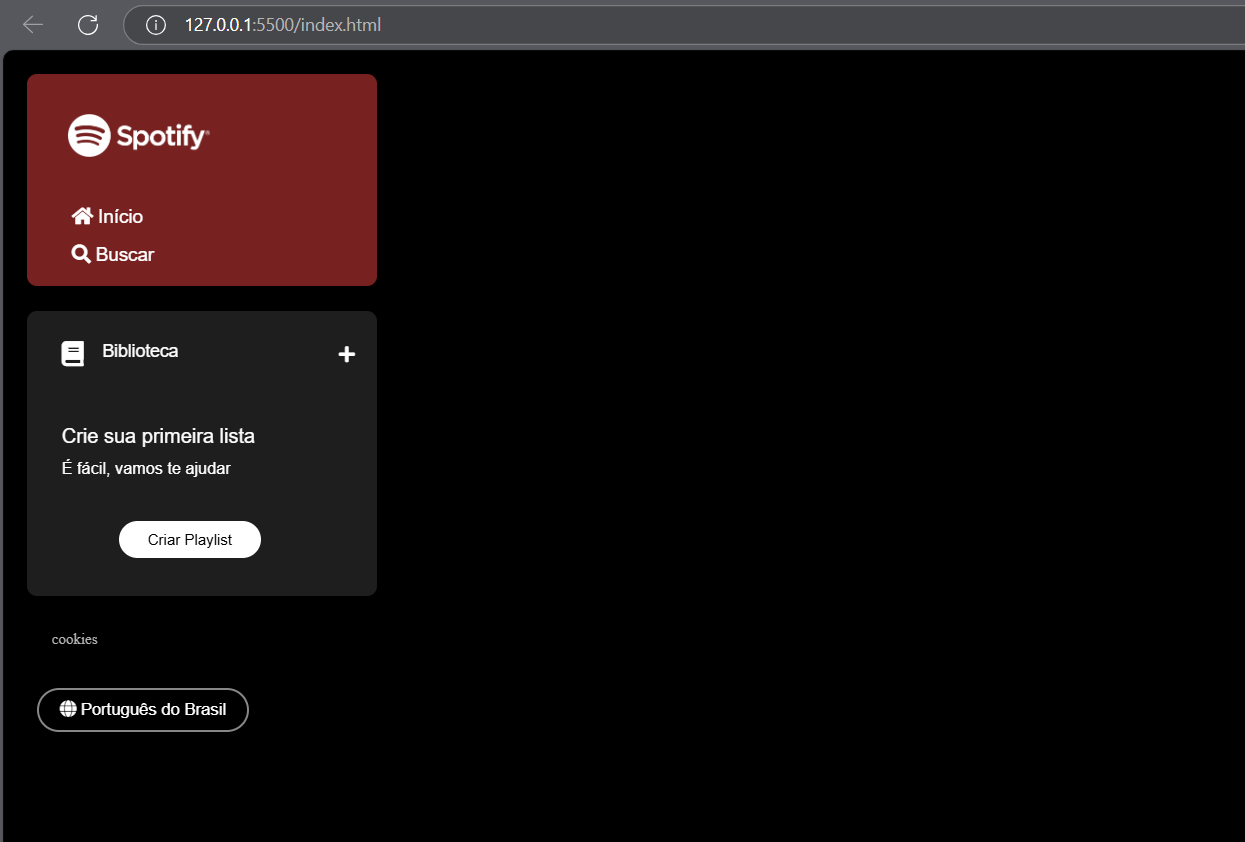 127.0.0.1:5500/index.html
Spotify®
Início
Buscar
Biblioteca
Crie sua primeira lista
É fácil, vamos te ajudar
Criar Playlist
cookies
Português do Brasil